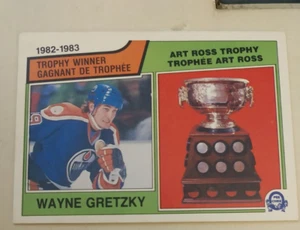 1982-1983
TROPHY WINNER
GAGNANT DE TROPHÉE
ART ROSS TROPHY
TROPHÉE ART ROSS
WAYNE GRETZKY